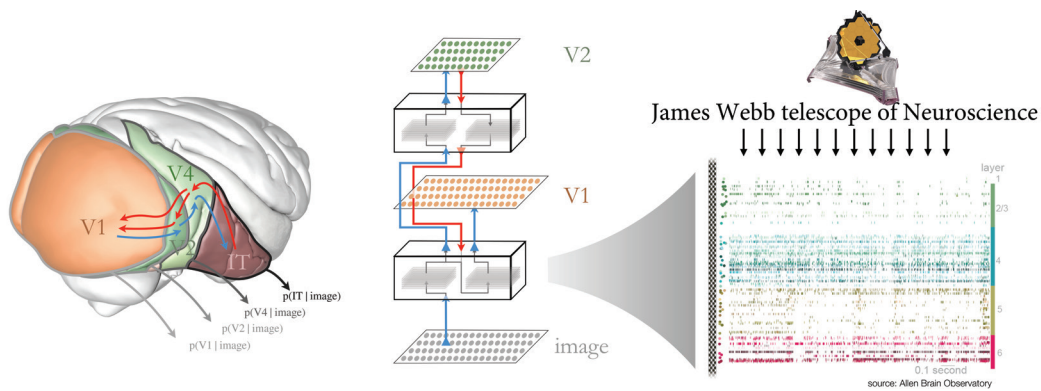 V1
V2
V4
IT
p(IT | image)
p(V4 | image)
p(V2 | image)
p(V1 | image)
V2
V1
image
James Webb telescope of Neuroscience
layer
1
2/3
4
5
6
0.1 second
source: Allen Brain Observatory